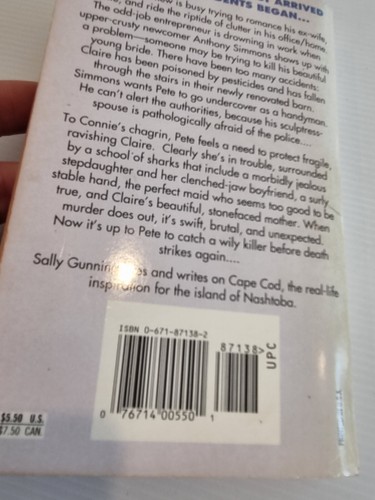 ARRIVED
DENTS BEGAN...
is busy trying to romance his ex-wife,
and ride the riptide of clutter in his office/home.
The odd-job entrepreneur is drowning in work when
upper-crusty newcomer Anthony Simmons shows up with
a problem—someone may be trying to kill his beautiful
young bride. There have been too many accidents:
Claire has been poisoned by pesticides and has fallen
through the stairs in their newly renovated barn.
Simmons wants Pete to go undercover as a handyman.
He can't alert the authorities, because his sculptress-
spouse is pathologically afraid of the police....
To Connie's chagrin, Pete feels a need to protect fragile,
ravishing Claire. Clearly she's in trouble, surrounded
by a school of sharks that include a morbidly jealous
stepdaughter and her clenched-jaw boyfriend, a surly
stable hand, the perfect maid who seems too good to be
true, and Claire's beautiful, stonefaced mother. When
murder does out, it's swift, brutal, and unexpected.
Now it's up to Pete to catch a wily killer before death
strikes again....
Sally Gunning and writes on Cape Cod, the real-life
inspiration for the island of Nashtoba.
ISBN 0-671-87138-2
87138>
UPC
0 76714 00550 1
$5.50 U.S.
$7.50 CAN.